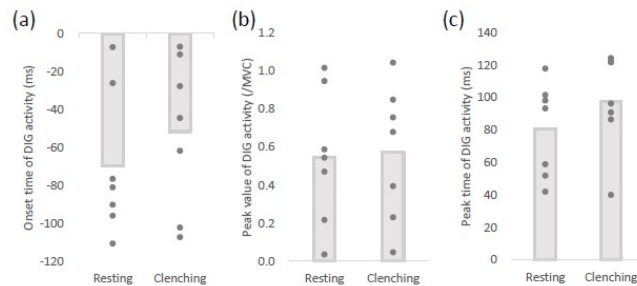 (a)
Onset time of DIG activity (ms)
0
-20
-40
-60
-80
-100
-120
Resting Clenching
(b)
Peak value of DIG activity (/MVC)
1.2
1.0
0.8
0.6
0.4
0.2
0.0
Resting Clenching
(c)
Peak time of DIG activity (ms)
140
120
100
80
60
40
20
0
Resting Clenching